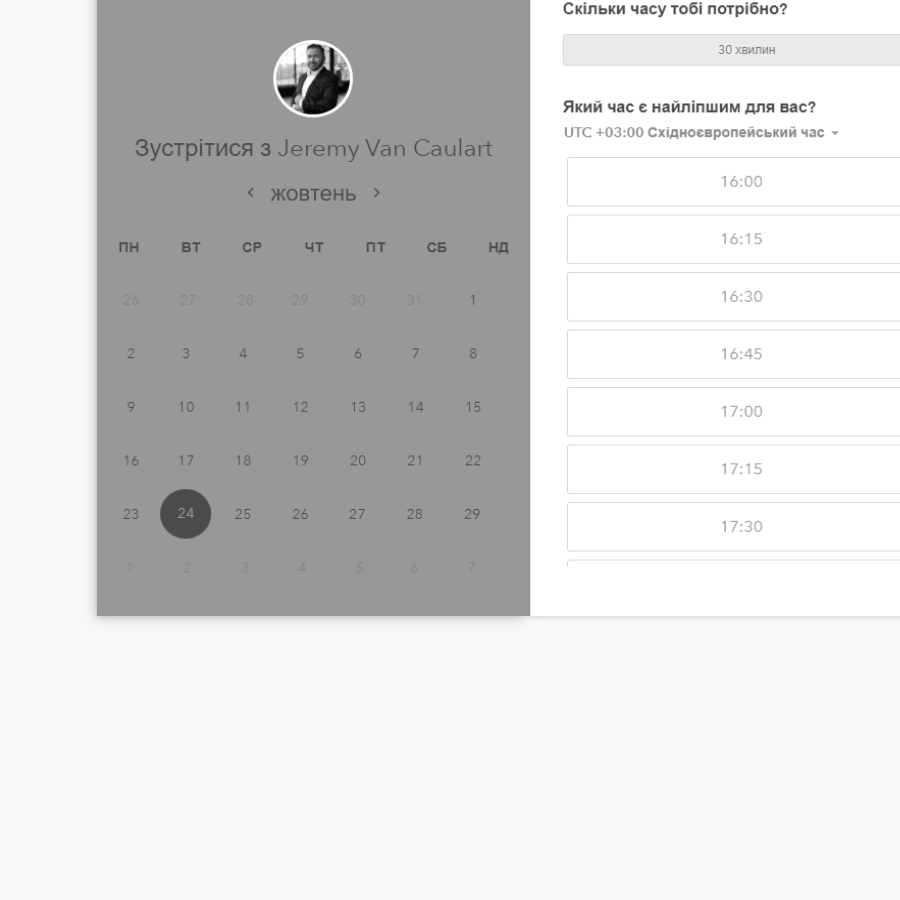 Зустрітися з Jeremy Van Caulart
жовтень
ПН ВТ СР ЧТ ПТ СБ НД
26 27 28 29 30 31 1
2 3 4 5 6 7 8
9 10 11 12 13 14 15
16 17 18 19 20 21 22
23 24 25 26 27 28 29
1 2 3 4 5 6 7
Скільки часу тобі потрібно?
30 хвилин
Який час є найліпшим для вас?
UTC +03:00 Східноєвропейський час
16:00
16:15
16:30
16:45
17:00
17:15
17:30